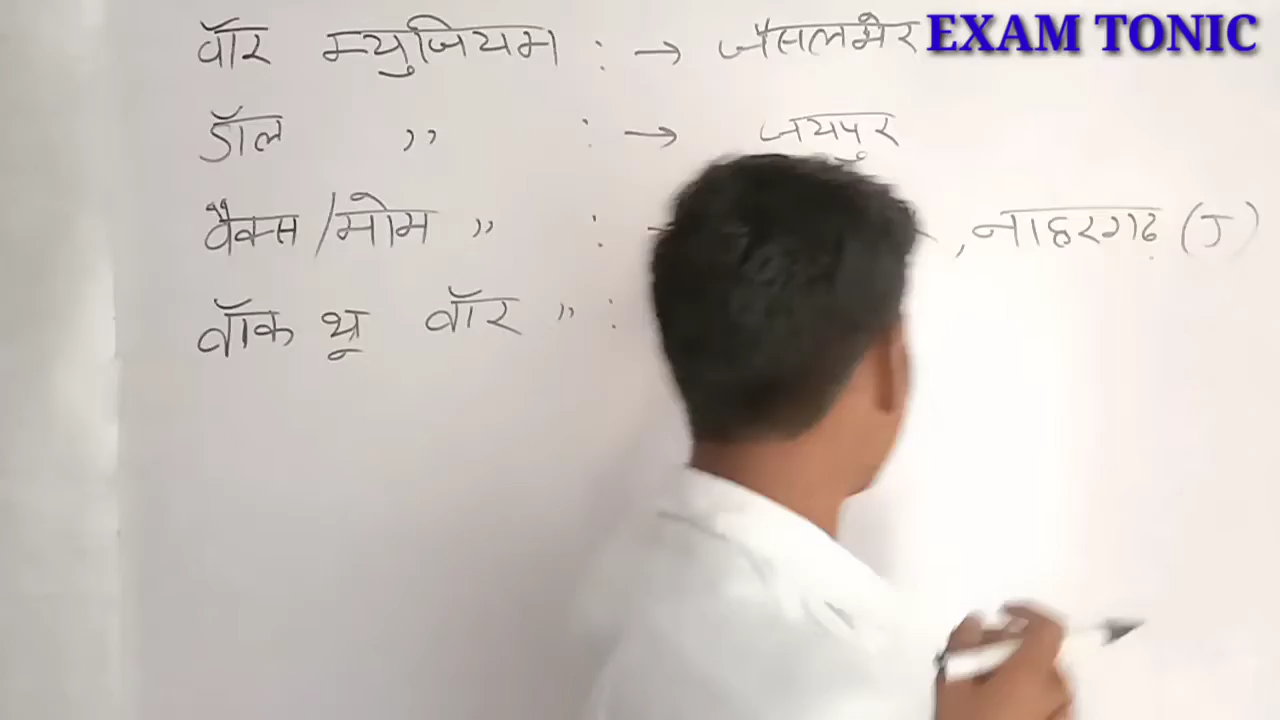 वॉर म्युजियम : → जैसलमेर EXAM TONIC
डॉल ,, : → जयपुर
वैक्स/मोम ,, : , नाहरगढ़ (J)
वॉक थ्रू वॉर ,, :